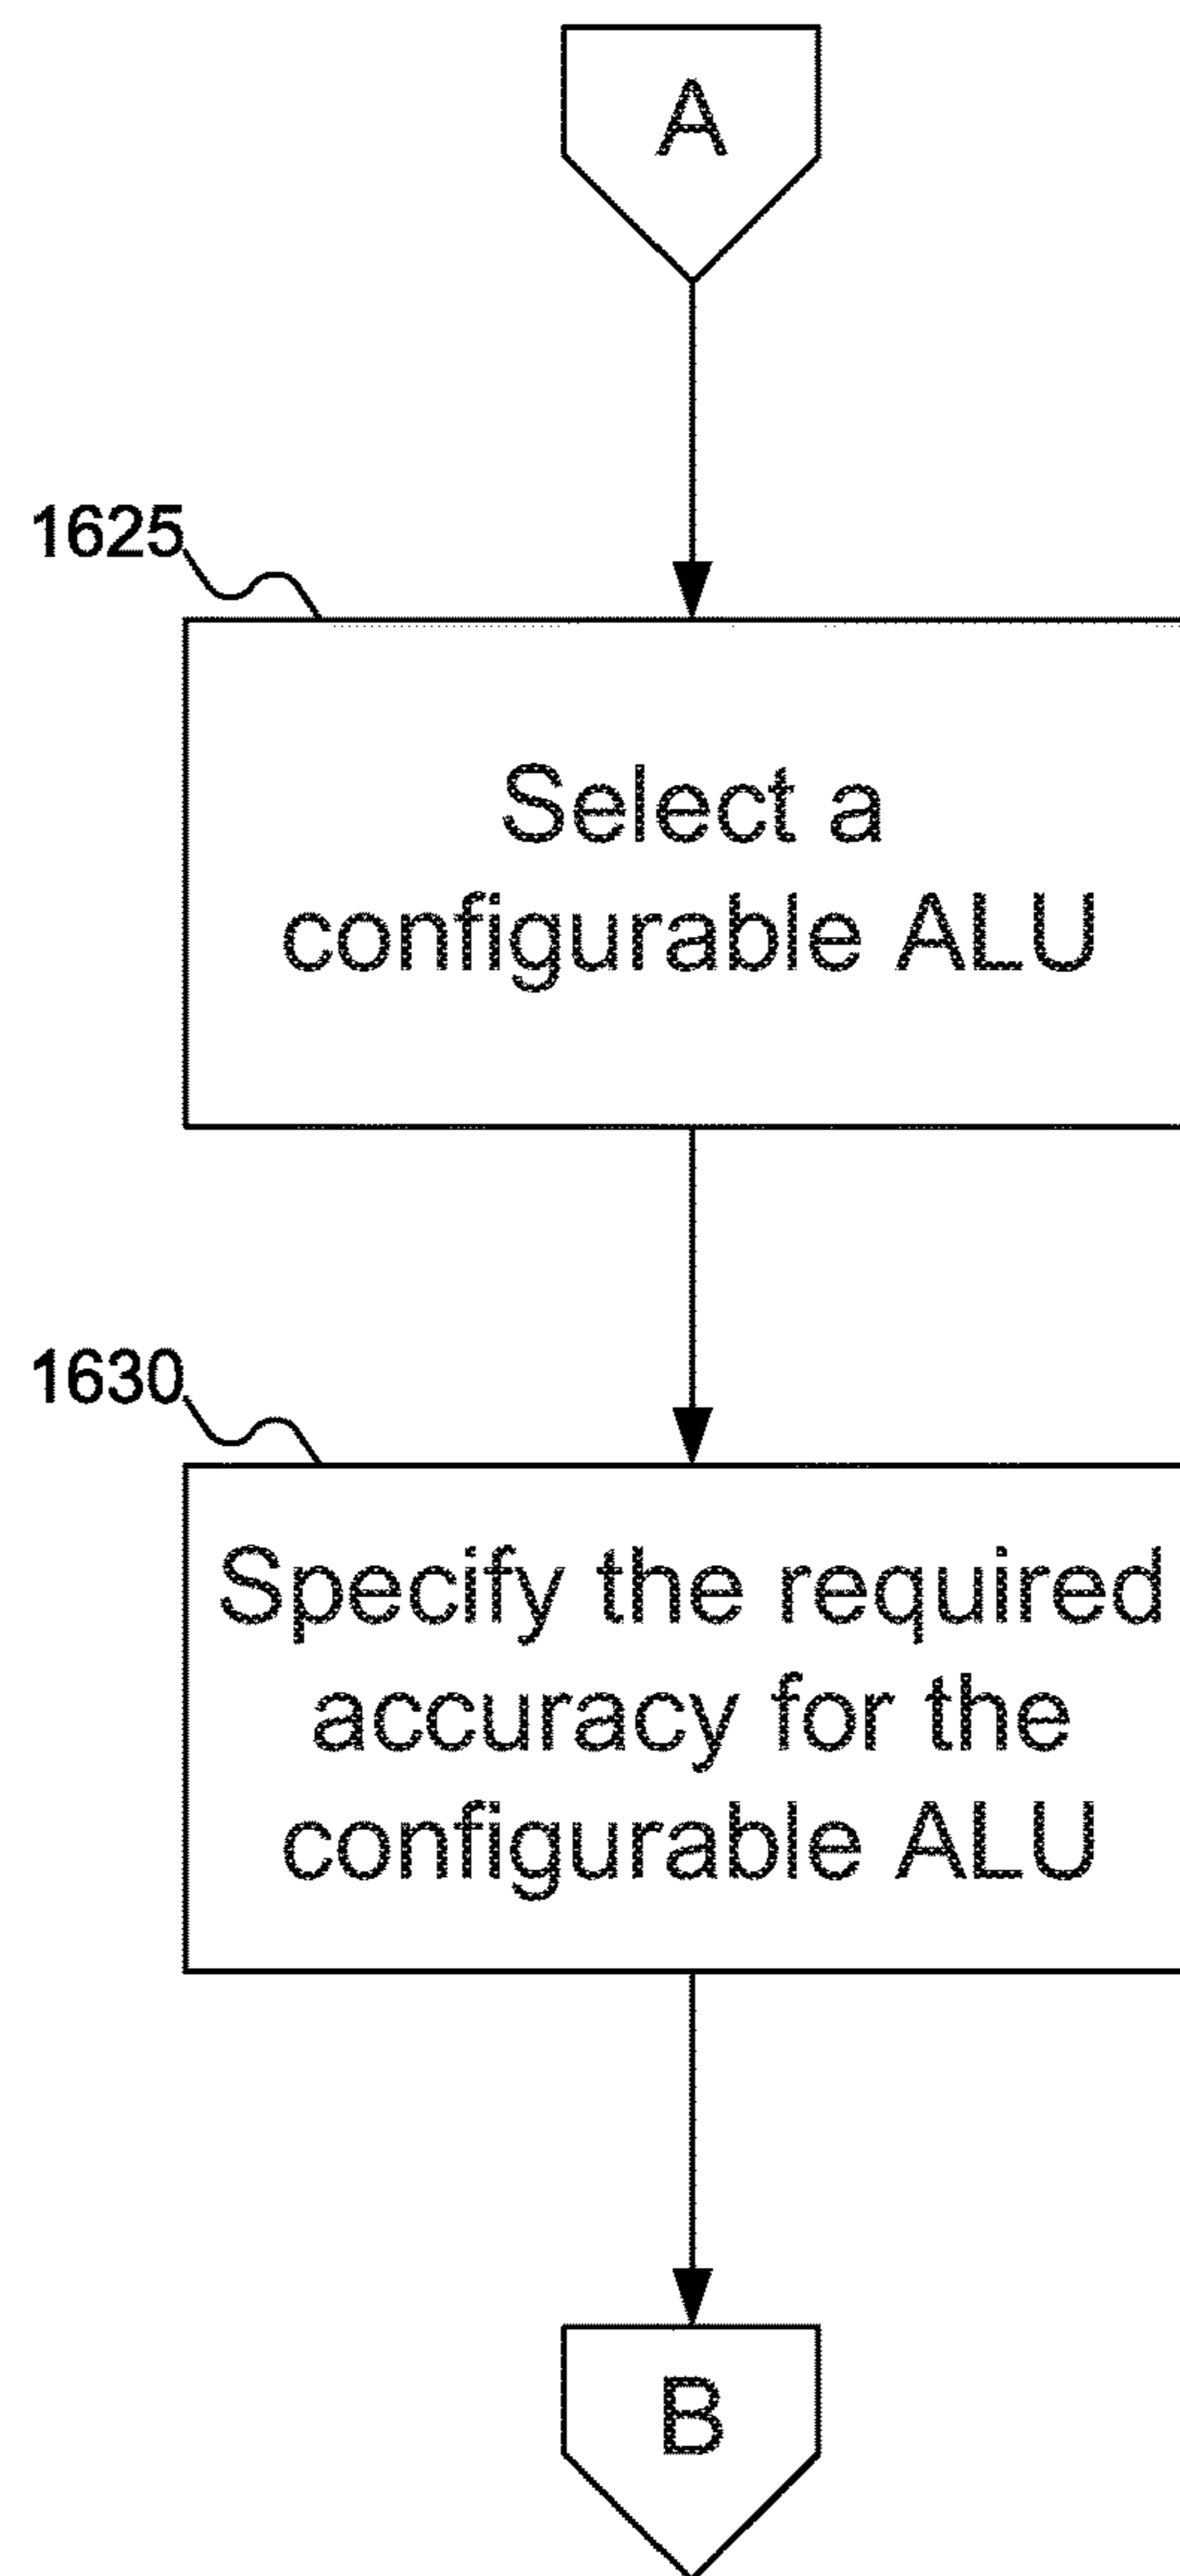 A
1625
Select a
configurable ALU
1630
Specify the required
accuracy for the
configurable ALU
B